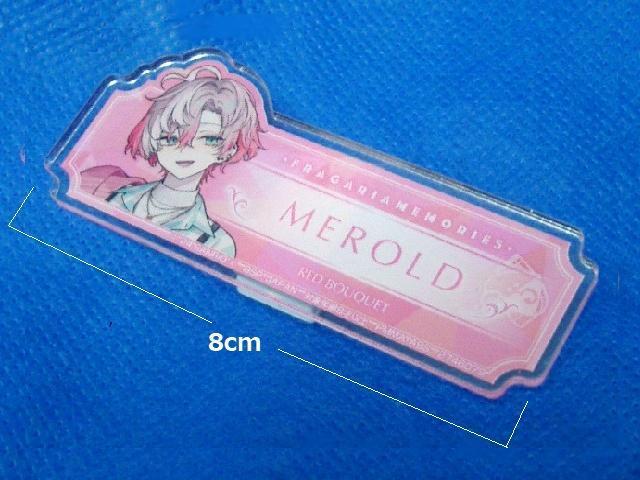 ·FRAGARIAMEMORIES·
MEROLD
RED BOUQUET
8cm